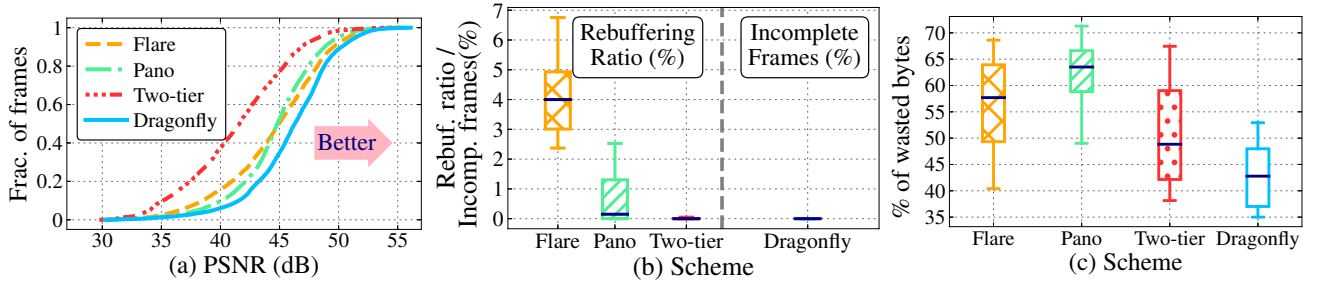 Frac. of frames
1
0.8
0.6
0.4
0.2
0
Flare
Pano
Two-tier
Dragonfly
Better
30 35 40 45 50 55
(a) PSNR (dB)
Rebuf. ratio /
Incomp. frames(%)
7
6
5
4
3
2
1
0
Rebuffering
Ratio (%)
Incomplete
Frames (%)
Flare Pano Two-tier Dragonfly
(b) Scheme
% of wasted bytes
70
65
60
55
50
45
40
35
Flare Pano Two-tier Dragonfly
(c) Scheme